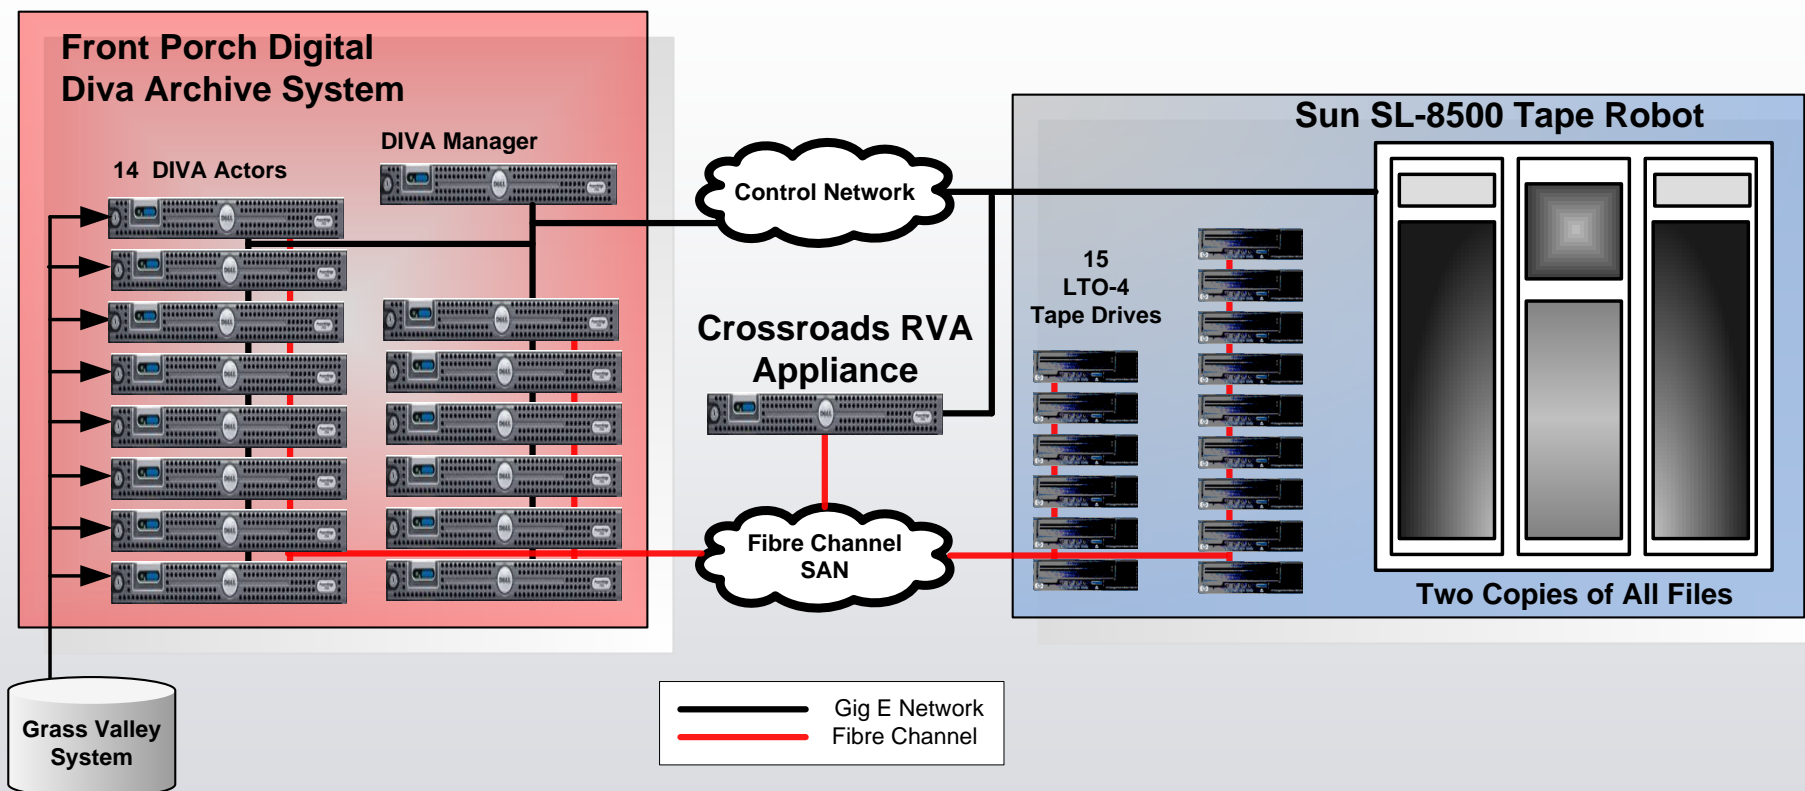 Front Porch Digital
Diva Archive System
DIVA Manager
14 DIVA Actors
Control Network
Sun SL-8500 Tape Robot
15
LTO-4
Tape Drives
Crossroads RVA
Appliance
Fibre Channel
SAN
Two Copies of All Files
Grass Valley
System
Gig E Network
Fibre Channel